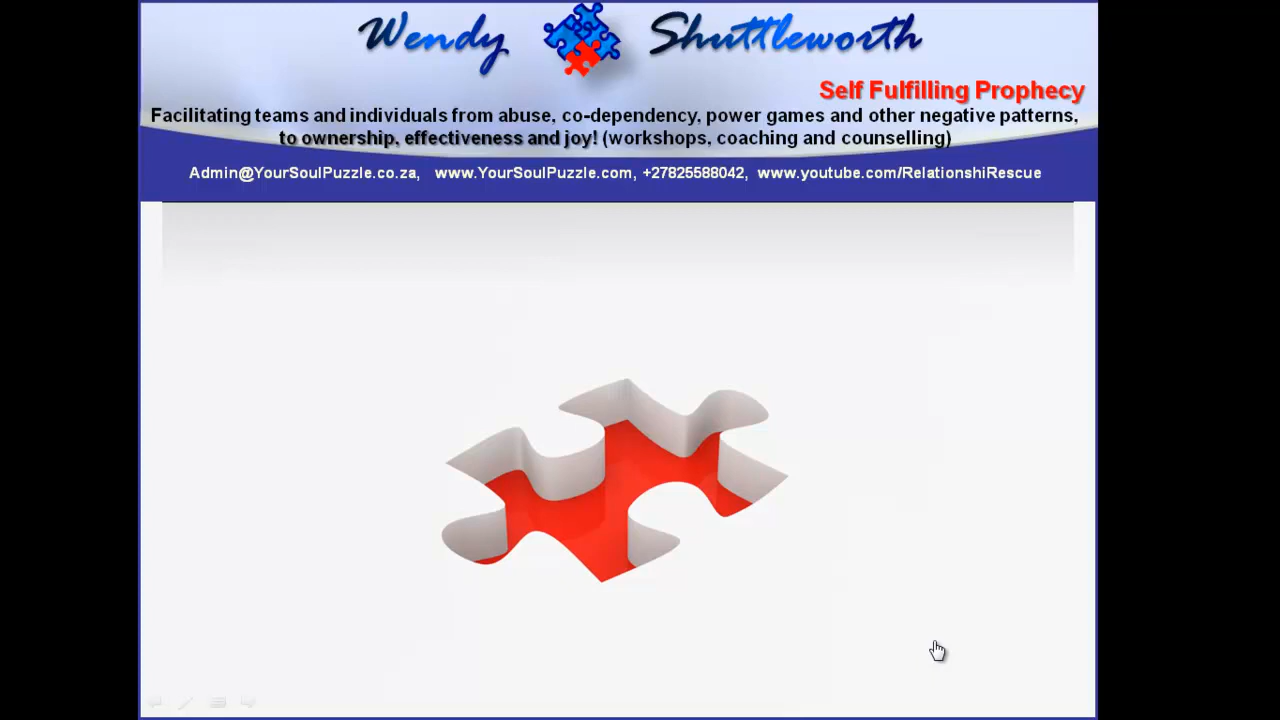 Wendy Shuttleworth
Self Fulfilling Prophecy
Facilitating teams and individuals from abuse, co-dependency, power games and other negative patterns,
to ownership, effectiveness and joy! (workshops, coaching and counselling)
Admin@YourSoulPuzzle.co.za, www.YourSoulPuzzle.com, +27825588042, www.youtube.com/RelationshiRescue